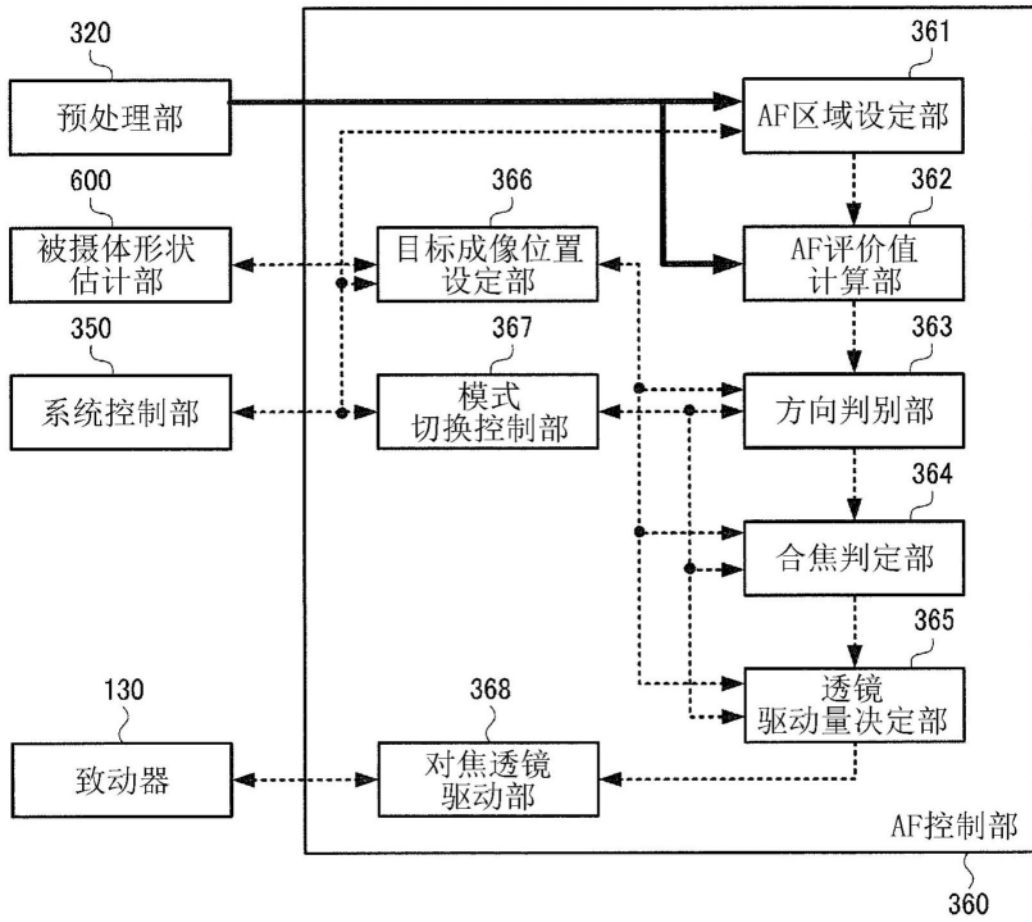 320
预处理部
361
AF区域设定部
600
被摄体形状
估计部
366
目标成像位置
设定部
362
AF评价值
计算部
350
系统控制部
367
模式
切换控制部
363
方向判别部
364
合焦判定部
365
透镜
驱动量决定部
130
致动器
368
对焦透镜
驱动部
AF控制部
360